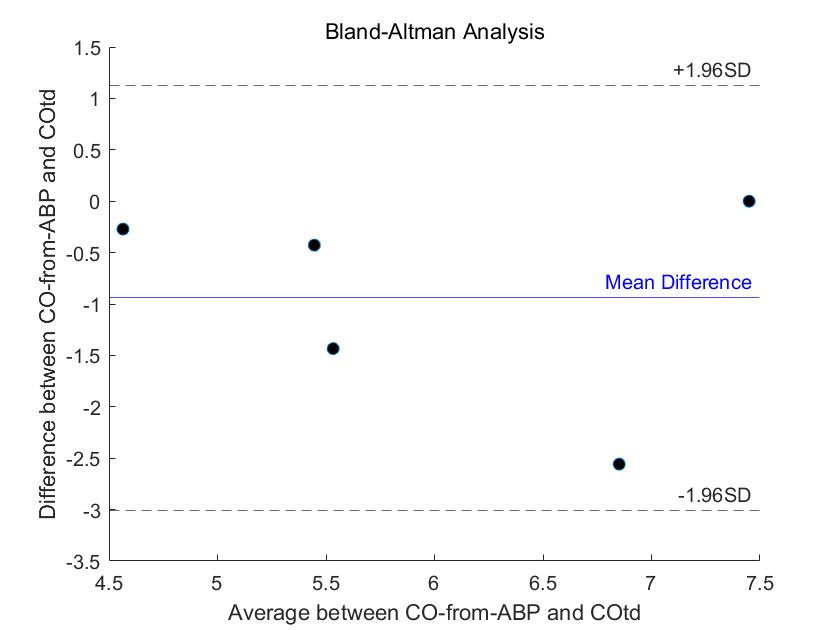 Bland-Altman Analysis
Difference between CO-from-ABP and COtd
1.5
1
0.5
0
-0.5
-1
-1.5
-2
-2.5
-3
-3.5
+1.96SD
Mean Difference
-1.96SD
4.5 5 5.5 6 6.5 7 7.5
Average between CO-from-ABP and COtd